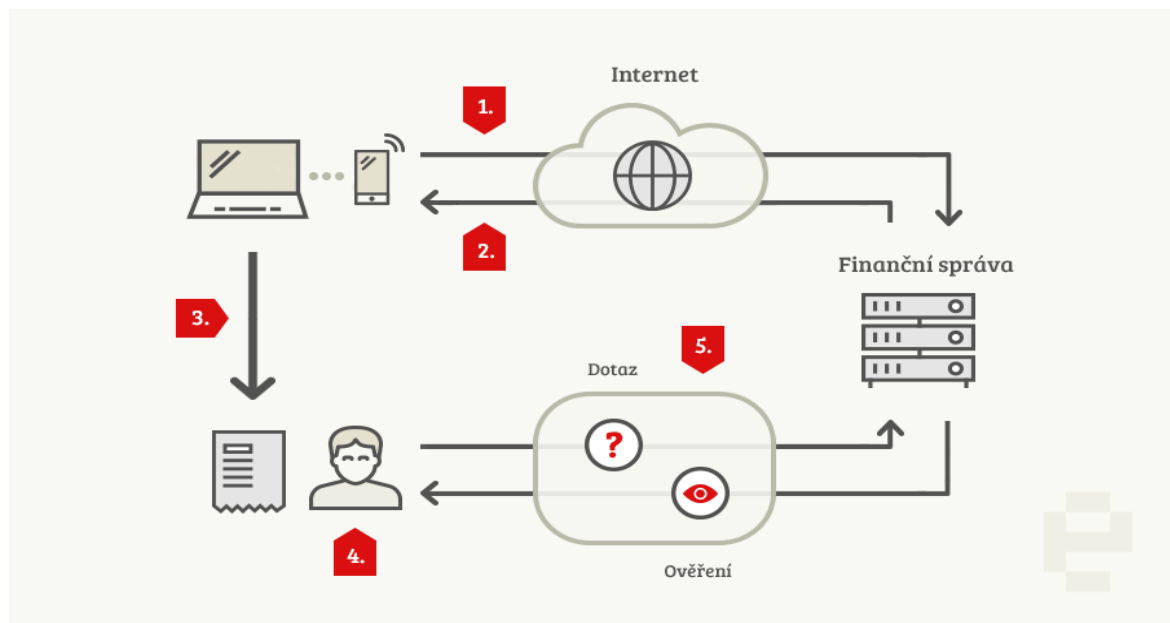 Internet
1.
2.
Finanční správa
3.
5.
Dotaz
?
4.
Ověření
e